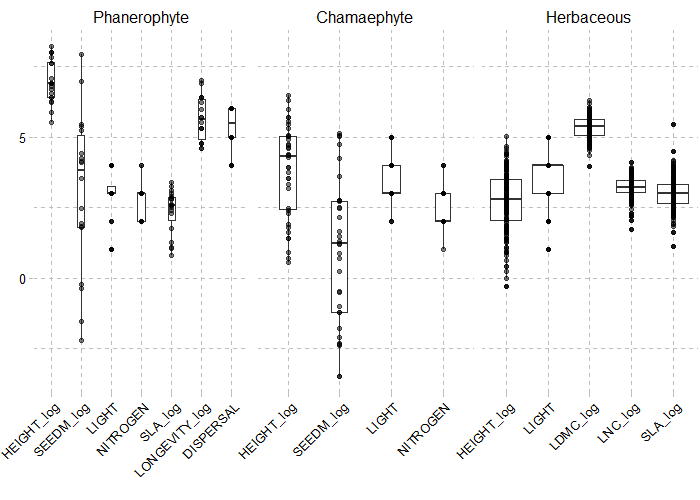 Phanerophyte Chamaephyte Herbaceous
5
0
HEIGHT_log SEEDM_log LIGHT NITROGEN SLA_log LONGEVITY_log DISPERSAL HEIGHT_log SEEDM_log LIGHT NITROGEN HEIGHT_log LIGHT LDMC_log LNC_log SLA_log